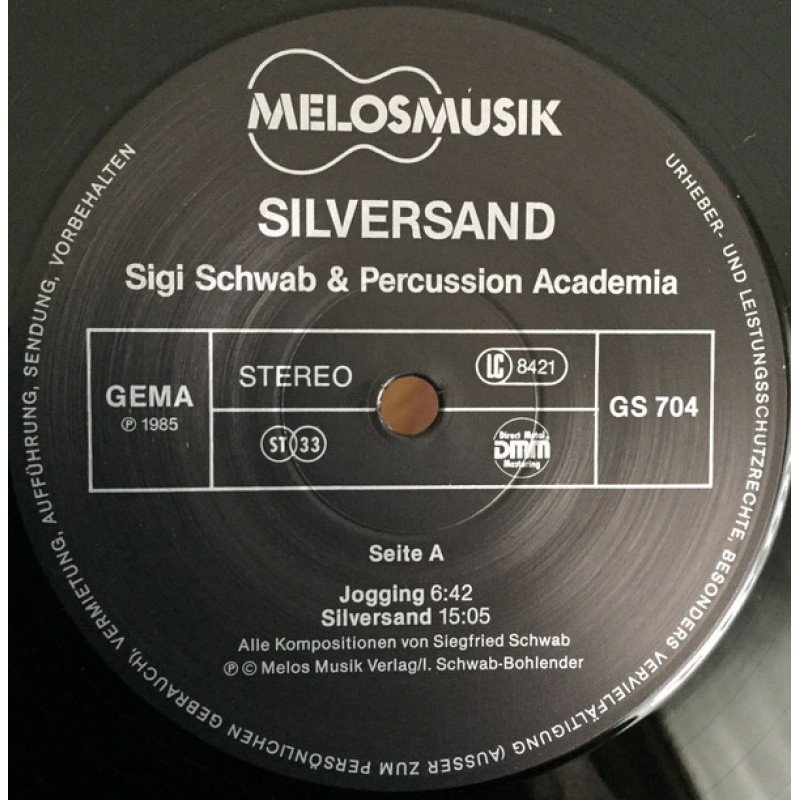 MELOSMUSIK
SILVERSAND
Sigi Schwab & Percussion Academia
GEMA
℗ 1985
STEREO
LC 8421
ST 33
Direct Metal
DMM
Mastering
GS 704
Seite A
Jogging 6:42
Silversand 15:05
Alle Kompositionen von Siegfried Schwab
℗ © Melos Musik Verlag/I. Schwab-Bohlender
URHEBER- UND LEISTUNGSSCHUTZRECHTE, BESONDERS VERVIELFÄLTIGUNG (AUSSER ZUM PERSÖNLICHEN GEBRAUCH), VERMIETUNG, AUFFÜHRUNG, SENDUNG, VORBEHALTEN